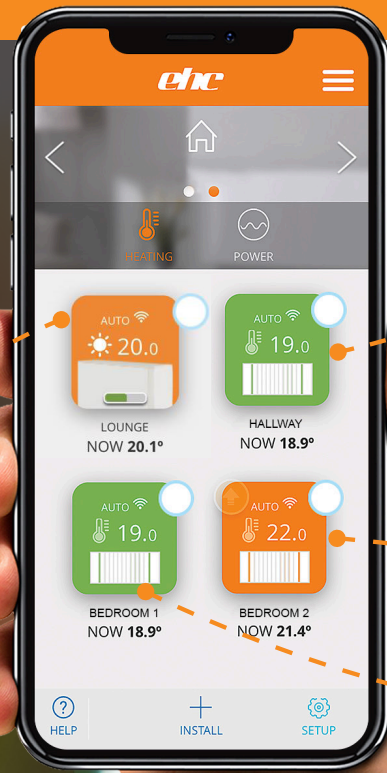 ehc
HEATING
POWER
AUTO
20.0
LOUNGE
NOW 20.1º
AUTO
19.0
HALLWAY
NOW 18.9º
AUTO
19.0
BEDROOM 1
NOW 18.9º
AUTO
22.0
BEDROOM 2
NOW 21.4º
?
HELP
INSTALL
SETUP